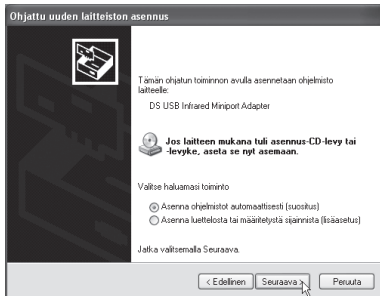 Ohjattu uuden laitteiston asennus
Tämän ohjatun toiminnon avulla asennetaan ohjelmisto
laitteelle:
DS USB Infrared Miniport Adapter
Jos laitteen mukana tuli asennus-CD-levy tai
-levyke, aseta se nyt asemaan.
Valitse haluamasi toiminto
Asenna ohjelmistot automaattisesti (suositus)
Asenna luettelosta tai määritetystä sijainnista (lisäasetus)
Jatka valitsemalla Seuraava.
< Edellinen
Seuraava >
Peruuta